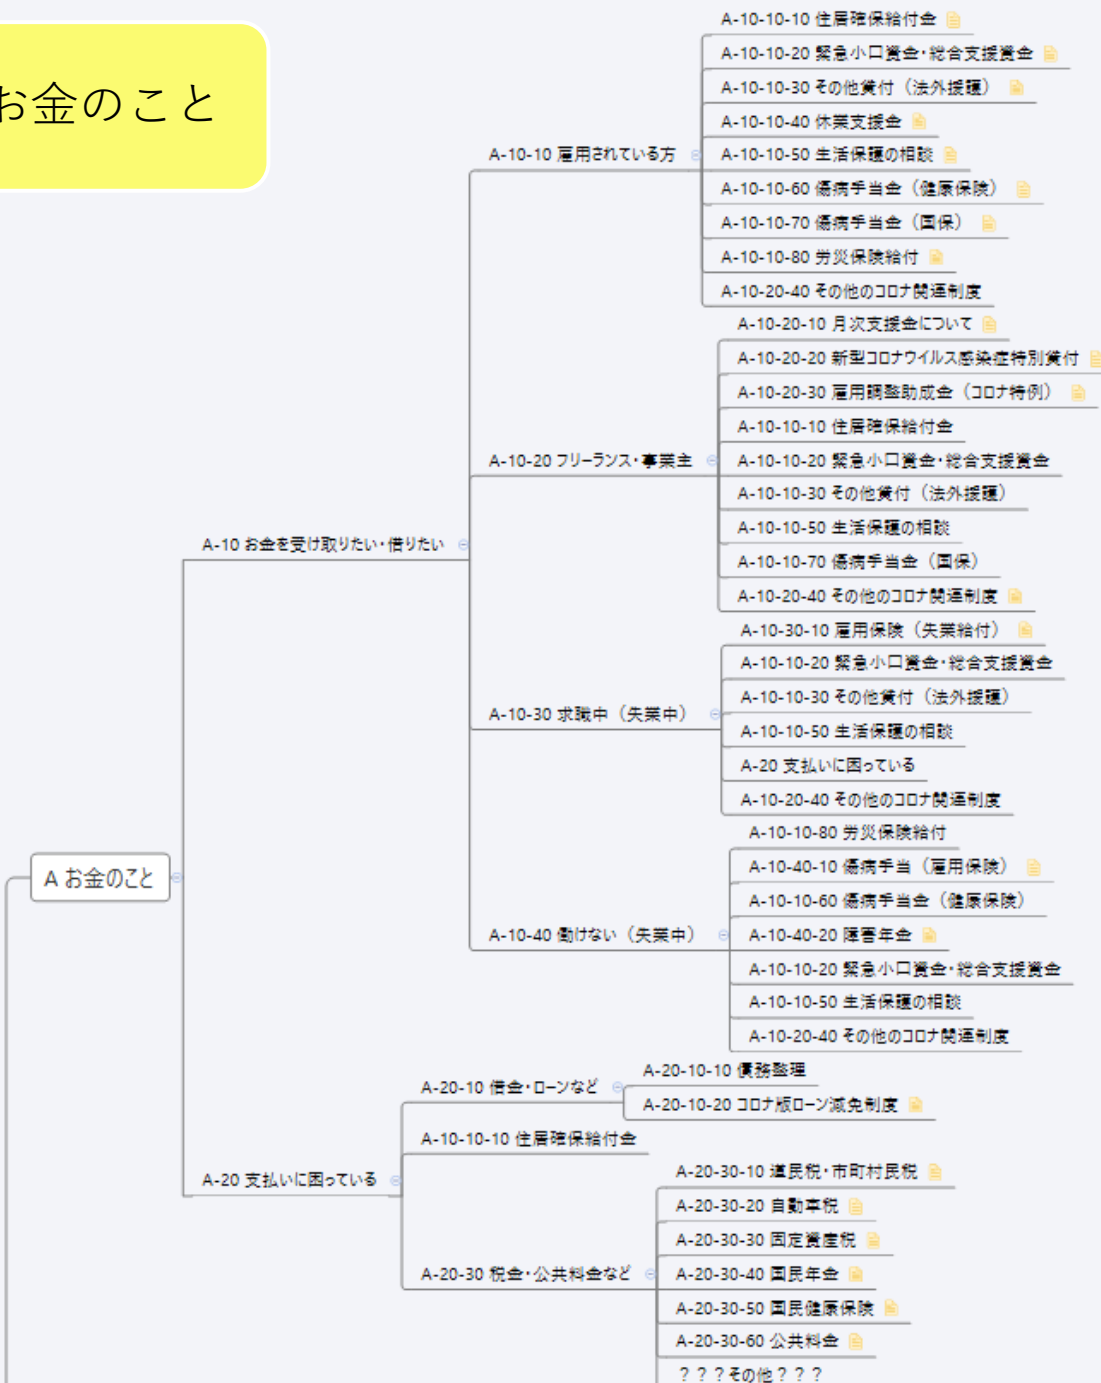 お金のこと
A お金のこと
A-10 お金を受け取りたい・借りたい
A-10-10 雇用されている方
A-10-10-10 住居確保給付金
A-10-10-20 緊急小口資金・総合支援資金
A-10-10-30 その他貸付（法外援護）
A-10-10-40 休業支援金
A-10-10-50 生活保護の相談
A-10-10-60 傷病手当金（健康保険）
A-10-10-70 傷病手当金（国保）
A-10-10-80 労災保険給付
A-10-20-40 その他のコロナ関連制度
A-10-20 フリーランス・事業主
A-10-20-10 月次支援金について
A-10-20-20 新型コロナウイルス感染症特別貸付
A-10-20-30 雇用調整助成金（コロナ特例）
A-10-10-10 住居確保給付金
A-10-10-20 緊急小口資金・総合支援資金
A-10-10-30 その他貸付（法外援護）
A-10-10-50 生活保護の相談
A-10-10-70 傷病手当金（国保）
A-10-20-40 その他のコロナ関連制度
A-10-30 求職中（失業中）
A-10-30-10 雇用保険（失業給付）
A-10-10-20 緊急小口資金・総合支援資金
A-10-10-30 その他貸付（法外援護）
A-10-10-50 生活保護の相談
A-20 支払いに困っている
A-10-20-40 その他のコロナ関連制度
A-10-40 働けない（失業中）
A-10-10-80 労災保険給付
A-10-40-10 傷病手当（雇用保険）
A-10-10-60 傷病手当金（健康保険）
A-10-40-20 障害年金
A-10-10-20 緊急小口資金・総合支援資金
A-10-10-50 生活保護の相談
A-10-20-40 その他のコロナ関連制度
A-20 支払いに困っている
A-20-10 借金・ローンなど
A-20-10-10 債務整理
A-20-10-20 コロナ版ローン減免制度
A-10-10-10 住居確保給付金
A-20-30 税金・公共料金など
A-20-30-10 道民税・市町村民税
A-20-30-20 自動車税
A-20-30-30 固定資産税
A-20-30-40 国民年金
A-20-30-50 国民健康保険
A-20-30-60 公共料金
？？？その他？？？